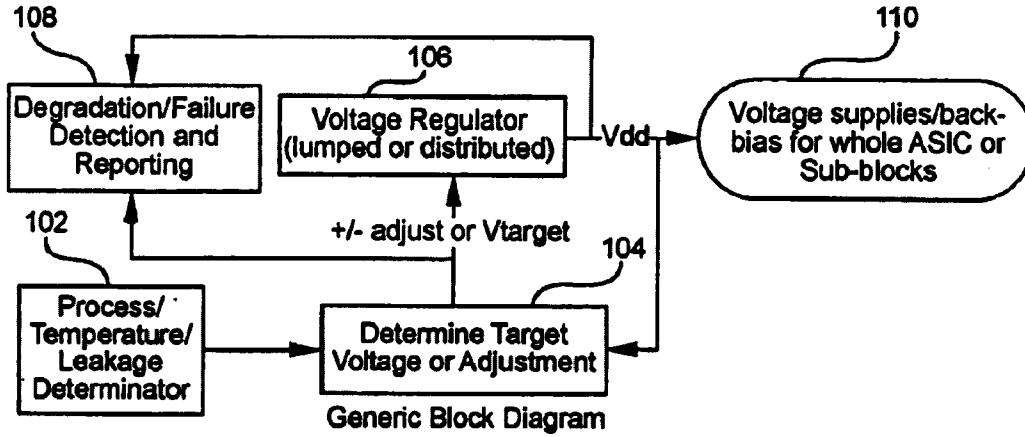 108
Degradation/Failure
Detection and
Reporting
106
Voltage Regulator
(lumped or distributed)
Vdd
110
Voltage supplies/back-
bias for whole ASIC or
Sub-blocks
+/- adjust or Vtarget
102
Process/
Temperature/
Leakage
Determinator
104
Determine Target
Voltage or Adjustment
Generic Block Diagram